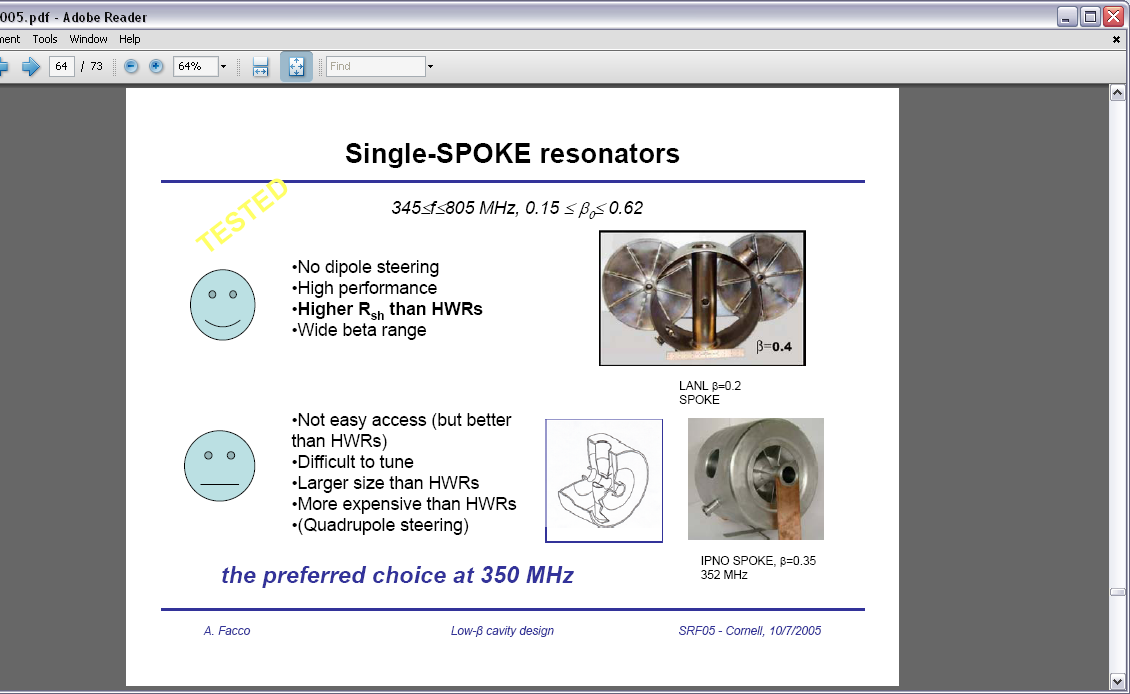 005.pdf - Adobe Reader
ment Tools Window Help
64 / 73 64% Find
Single-SPOKE resonators
TESTED
345≤f≤805 MHz, 0.15 ≤ β0≤ 0.62
•No dipole steering
•High performance
•Higher Rsh than HWRs
•Wide beta range
β=0.4
LANL β=0.2
SPOKE
•Not easy access (but better
than HWRs)
•Difficult to tune
•Larger size than HWRs
•More expensive than HWRs
•(Quadrupole steering)
IPNO SPOKE, β=0.35
352 MHz
the preferred choice at 350 MHz
A. Facco Low-β cavity design SRF05 - Cornell, 10/7/2005